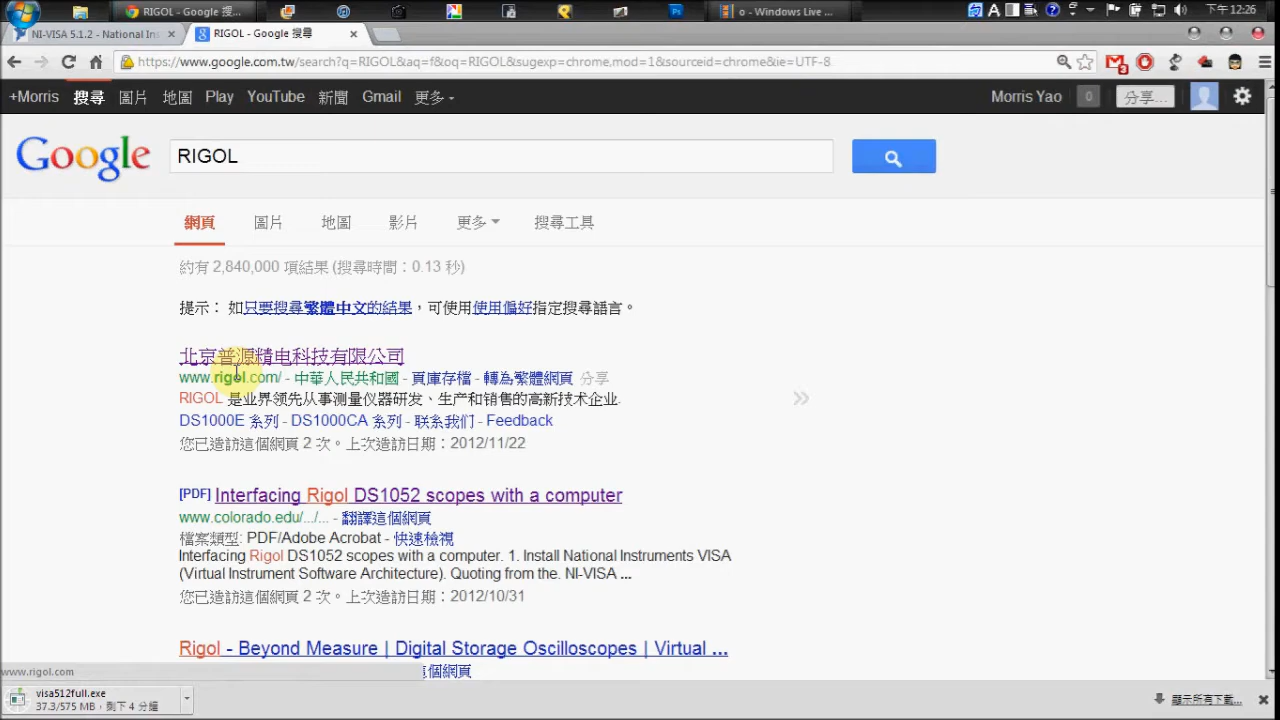 RIGOL - Google 搜...
o - Windows Live ...
下午 12:26
NI-VISA 5.1.2 - National Ins
RIGOL - Google 搜尋
https://www.google.com.tw/search?q=RIGOL&aq=f&oq=RIGOL&sugexp=chrome,mod=1&sourceid=chrome&ie=UTF-8
3
+Morris 搜尋 圖片 地圖 Play YouTube 新聞 Gmail 更多 Morris Yao 0 分享...
Google RIGOL
網頁 圖片 地圖 影片 更多 搜尋工具
約有 2,840,000 項結果 (搜尋時間：0.13 秒)
提示： 如只要搜尋繁體中文的結果，可使用使用偏好指定搜尋語言。
北京普源精电科技有限公司
www.rigol.com/ - 中華人民共和國 - 頁庫存檔 - 轉為繁體網頁 分享
RIGOL 是业界领先从事测量仪器研发、生产和销售的高新技术企业.
DS1000E 系列 - DS1000CA 系列 - 联系我们 - Feedback
您已造訪這個網頁 2 次。上次造訪日期：2012/11/22
[PDF] Interfacing Rigol DS1052 scopes with a computer
www.colorado.edu/.../... - 翻譯這個網頁
檔案類型: PDF/Adobe Acrobat - 快速檢視
Interfacing Rigol DS1052 scopes with a computer. 1. Install National Instruments VISA
(Virtual Instrument Software Architecture). Quoting from the. NI-VISA ...
您已造訪這個網頁 2 次。上次造訪日期：2012/10/31
Rigol - Beyond Measure | Digital Storage Oscilloscopes | Virtual ...
這個網頁
www.rigol.com
visa512full.exe
37.3/575 MB，剩下 4 分鐘
顯示所有下載...